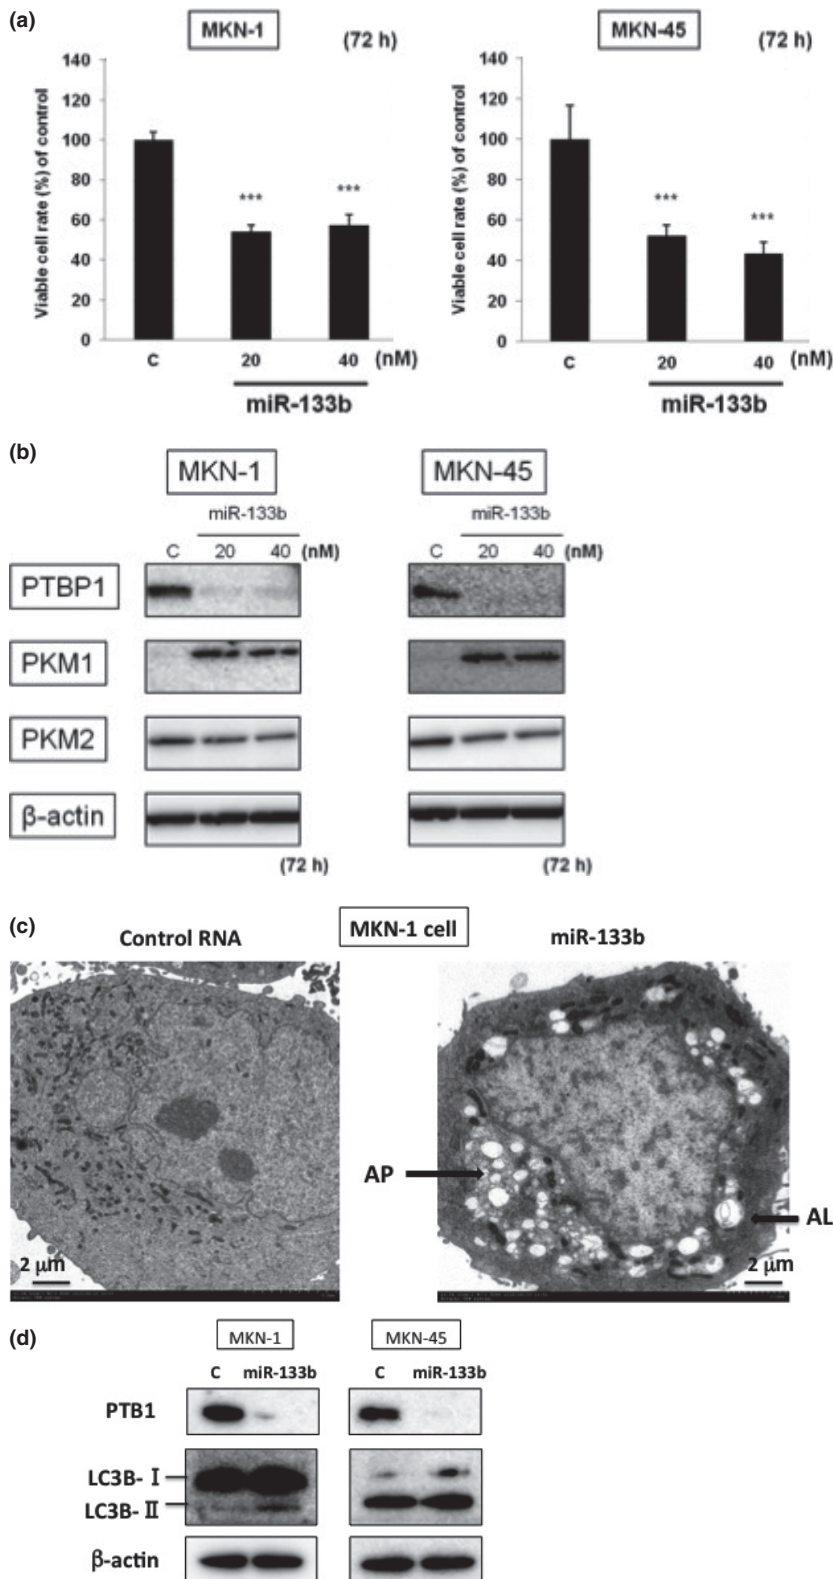 (a)
MKN-1 (72 h)
Viable cell rate (%) of control
140
120
100
80
60
40
20
0
***
***
C 20 40 (nM)
miR-133b
MKN-45 (72 h)
Viable cell rate (%) of control
140
120
100
80
60
40
20
0
***
***
C 20 40 (nM)
miR-133b
(b)
MKN-1 MKN-45
miR-133b miR-133b
C 20 40 (nM) C 20 40 (nM)
PTBP1
PKM1
PKM2
β-actin
(72 h) (72 h)
(c)
MKN-1 cell
Control RNA miR-133b
AP
AL
2 μm 2 μm
(d)
MKN-1 MKN-45
C miR-133b C miR-133b
PTB1
LC3B- Ⅰ
LC3B- Ⅱ
β-actin